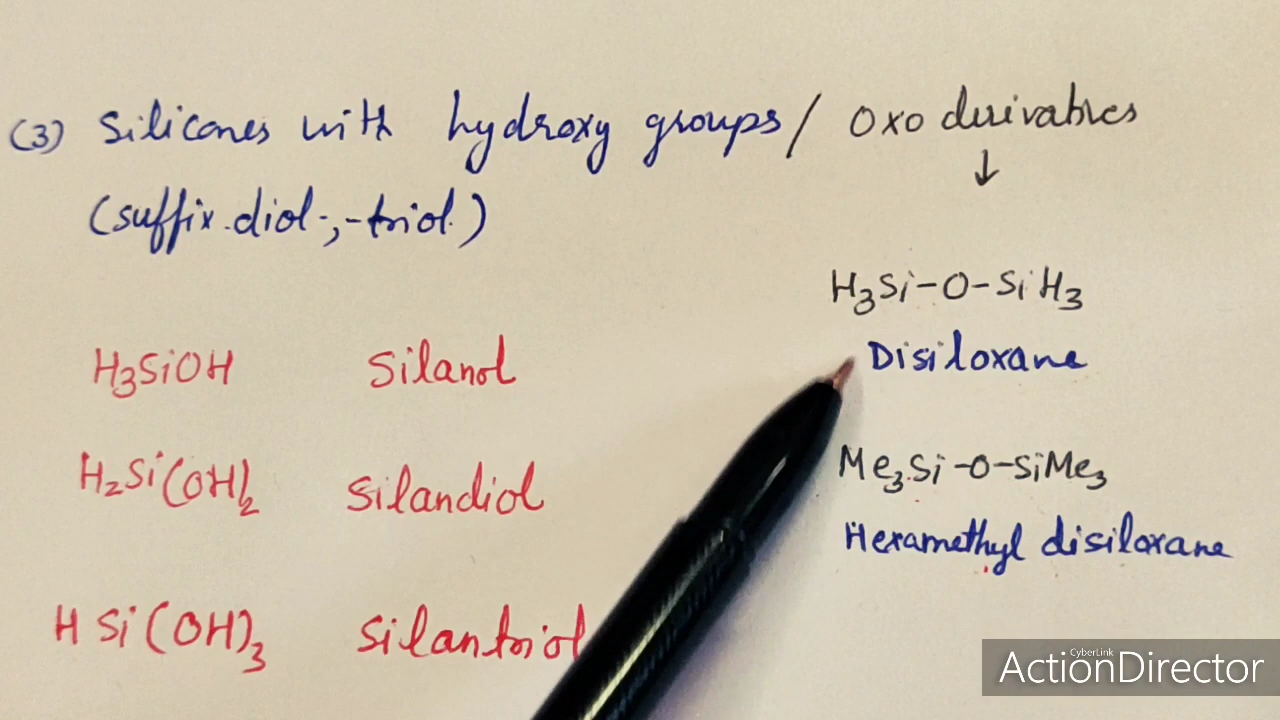 (3) Silicones with hydroxy groups / Oxo derivatives
↓
(suffix.diol-, -triol.)
H₃Si-O-SiH₃
Disiloxane
H₃SiOH Silanol
H₂Si(OH)₂ Silandiol
Me₃Si-O-SiMe₃
Hexamethyl disiloxane
H Si(OH)₃ Silantriol
CyberLink
ActionDirector